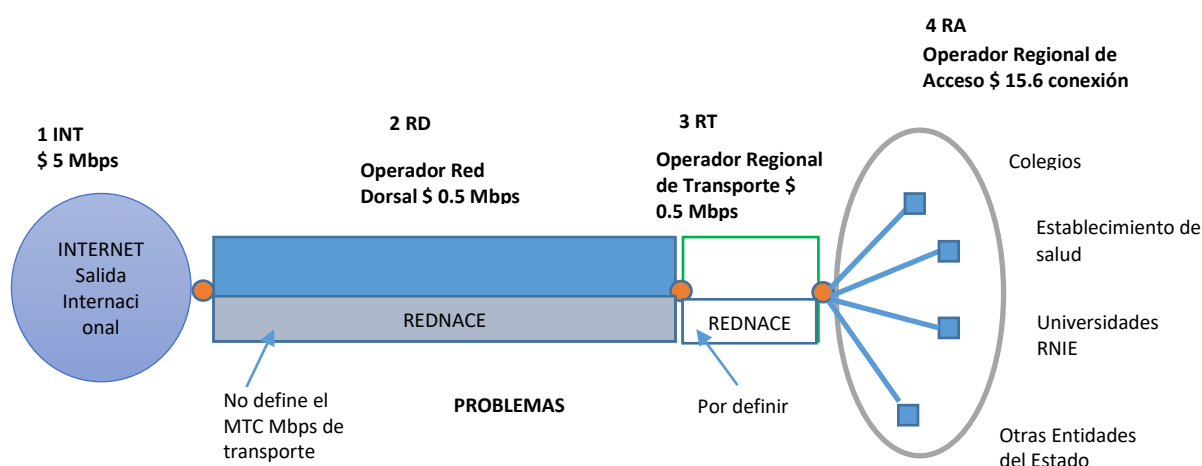 4 RA
Operador Regional de
Acceso $ 15.6 conexión
1 INT
$ 5 Mbps
2 RD
Operador Red
Dorsal $ 0.5 Mbps
3 RT
Operador Regional
de Transporte $
0.5 Mbps
INTERNET
Salida
Internaci
onal
REDNACE
REDNACE
Colegios
Establecimiento de
salud
Universidades
RNIE
Otras Entidades
del Estado
No define el
MTC Mbps de
transporte
PROBLEMAS
Por definir